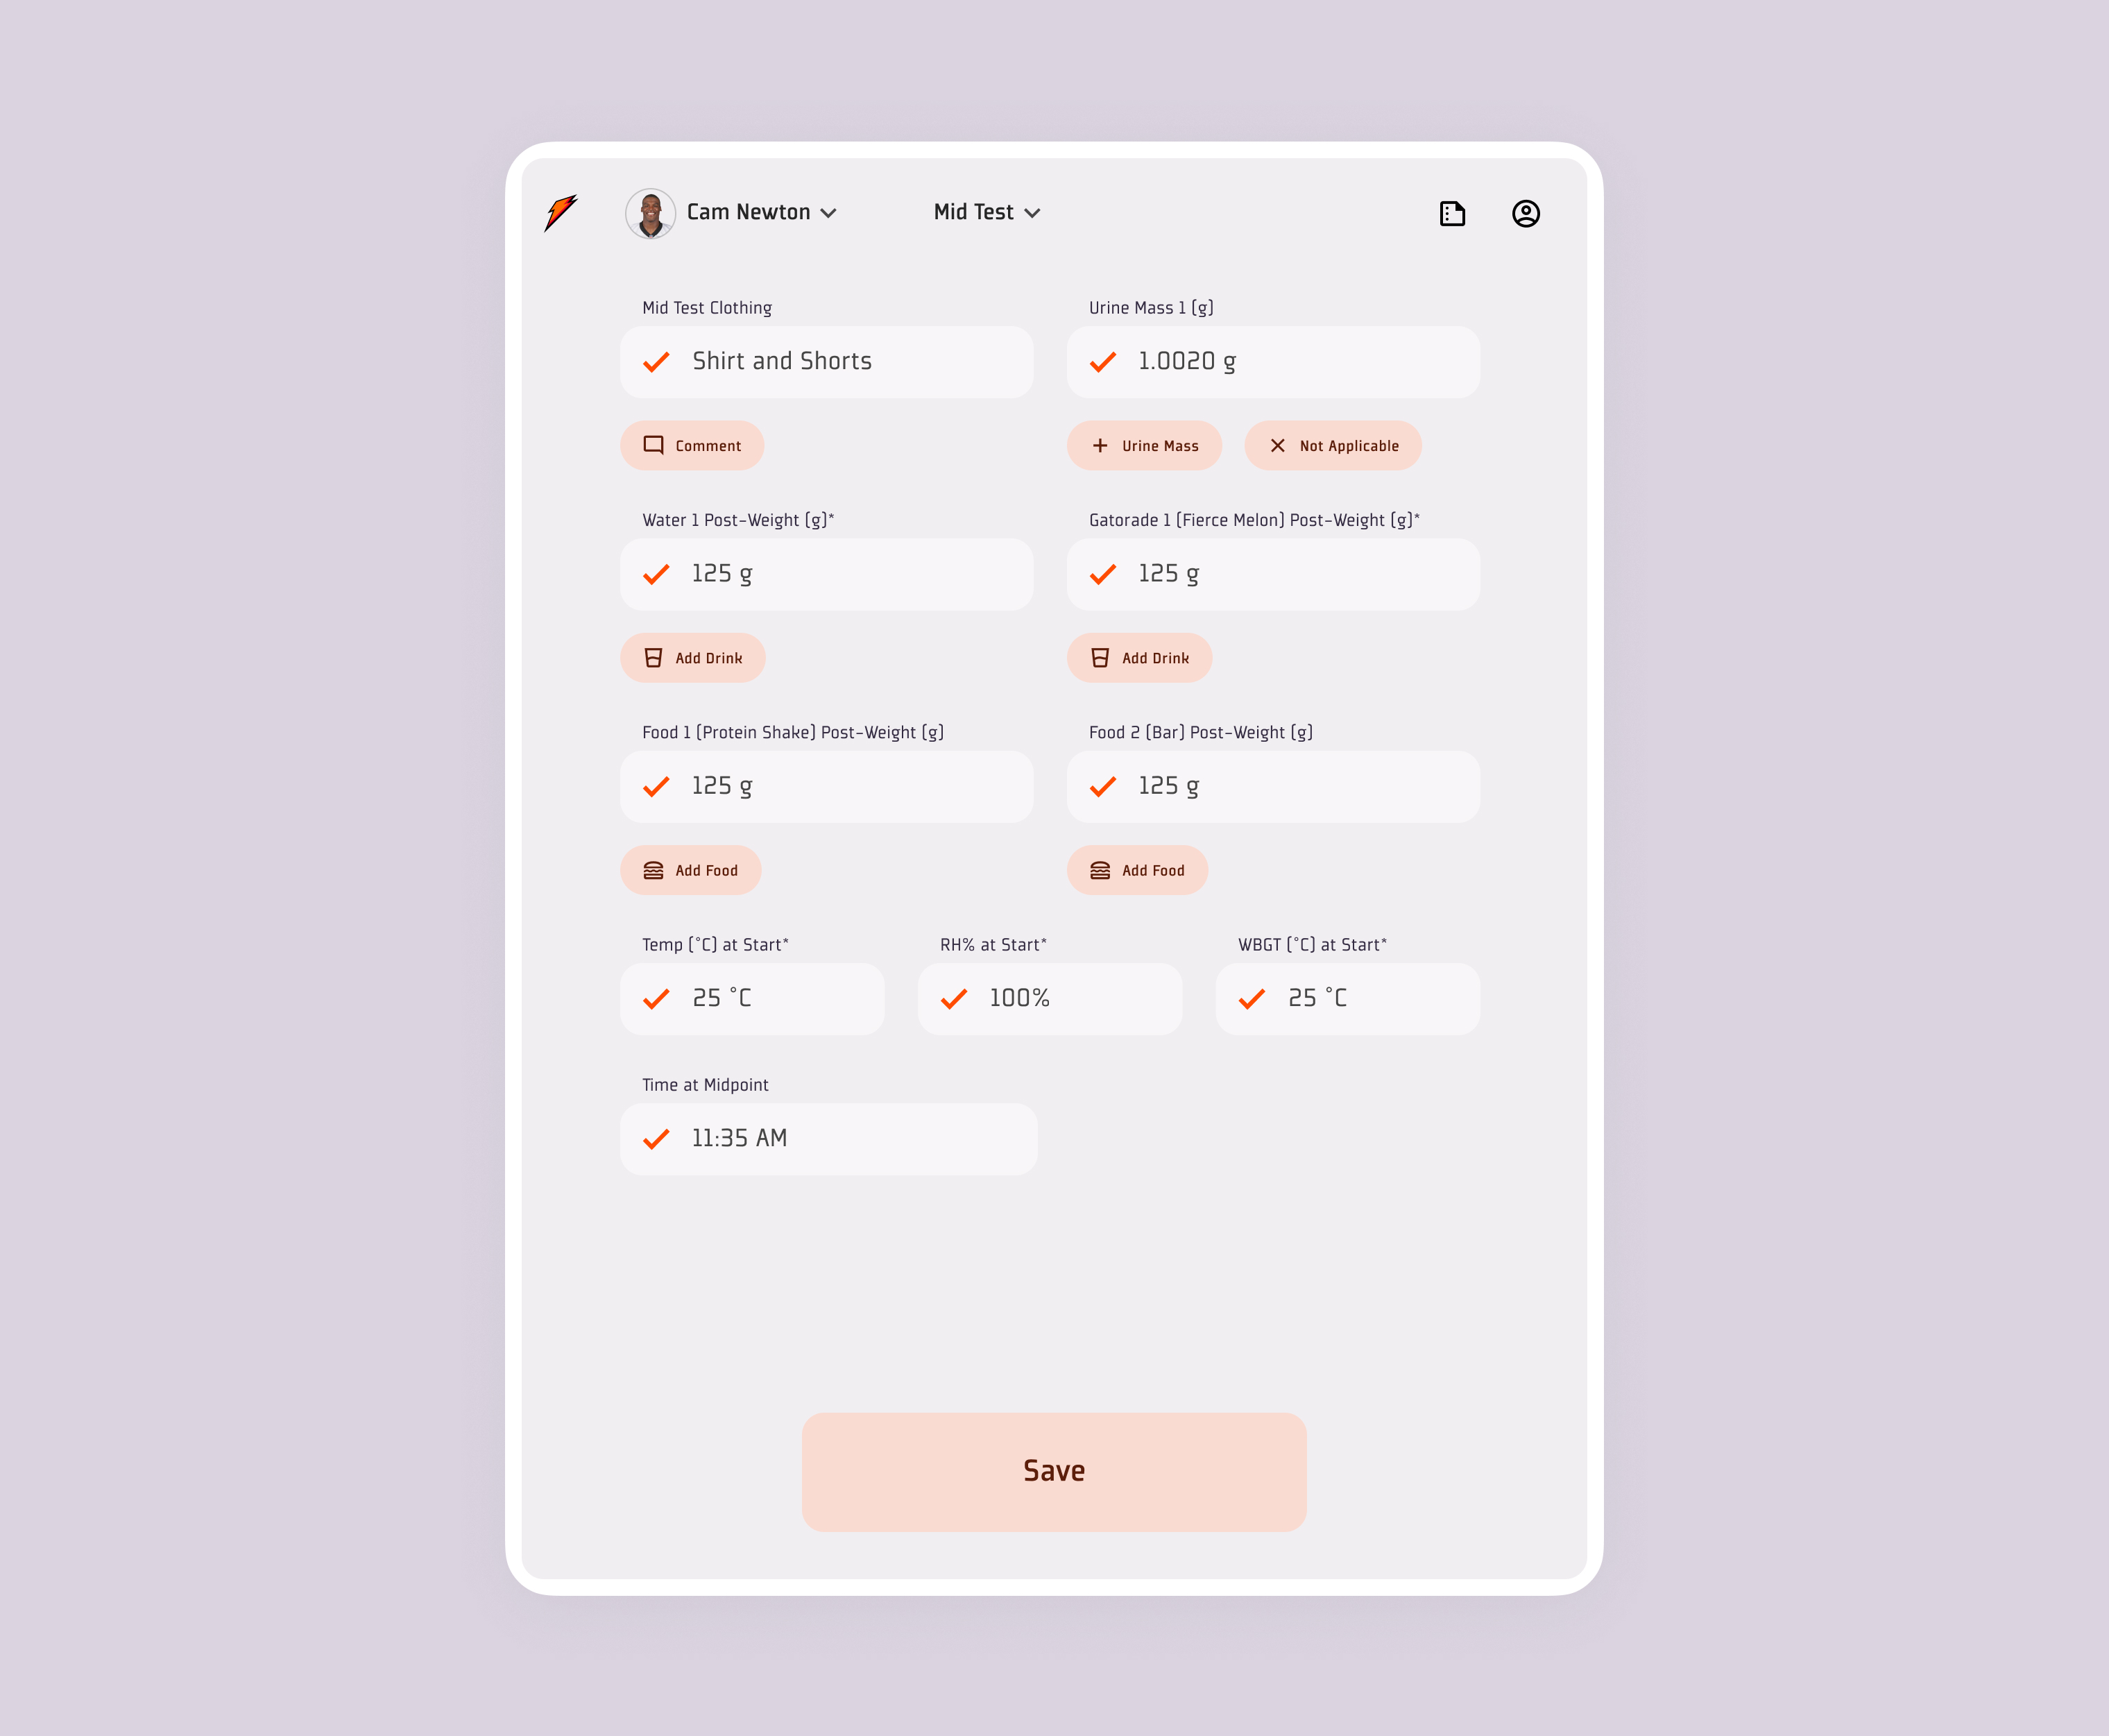 Cam Newton
Mid Test
Mid Test Clothing
Urine Mass 1 (g)
Shirt and Shorts
1.0020 g
Comment
Urine Mass
Not Applicable
Water 1 Post-Weight (g)*
Gatorade 1 (Fierce Melon) Post-Weight (g)*
125 g
125 g
Add Drink
Add Drink
Food 1 (Protein Shake) Post-Weight (g)
Food 2 (Bar) Post-Weight (g)
125 g
125 g
Add Food
Add Food
Temp (°C) at Start*
RH% at Start*
WBGT (°C) at Start*
25 °C
100%
25 °C
Time at Midpoint
11:35 AM
Save